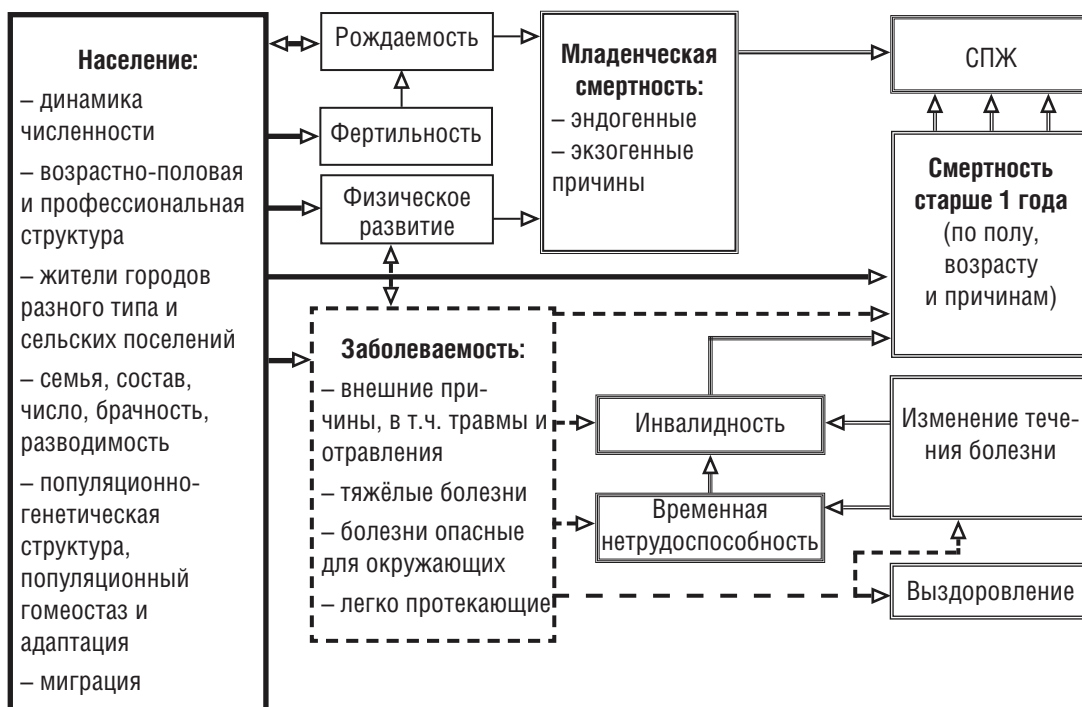 Население:
– динамика
численности
– возрастно-половая
и профессиональная
структура
– жители городов
разного типа и
сельских поселений
– семья, состав,
число, брачность,
разводимость
– популяционно-
генетическая
структура,
популяционный
гомеостаз и
адаптация
– миграция
Рождаемость
Фертильность
Физическое
развитие
Младенческая
смертность:
– эндогенные
– экзогенные
причины
СПЖ
Смертность
старше 1 года
(по полу,
возрасту
и причинам)
Заболеваемость:
– внешние при-
чины, в т.ч. травмы и
отравления
– тяжёлые болезни
– болезни опасные
для окружающих
– легко протекающие
Инвалидность
Временная
нетрудоспособность
Изменение тече-
ния болезни
Выздоровление